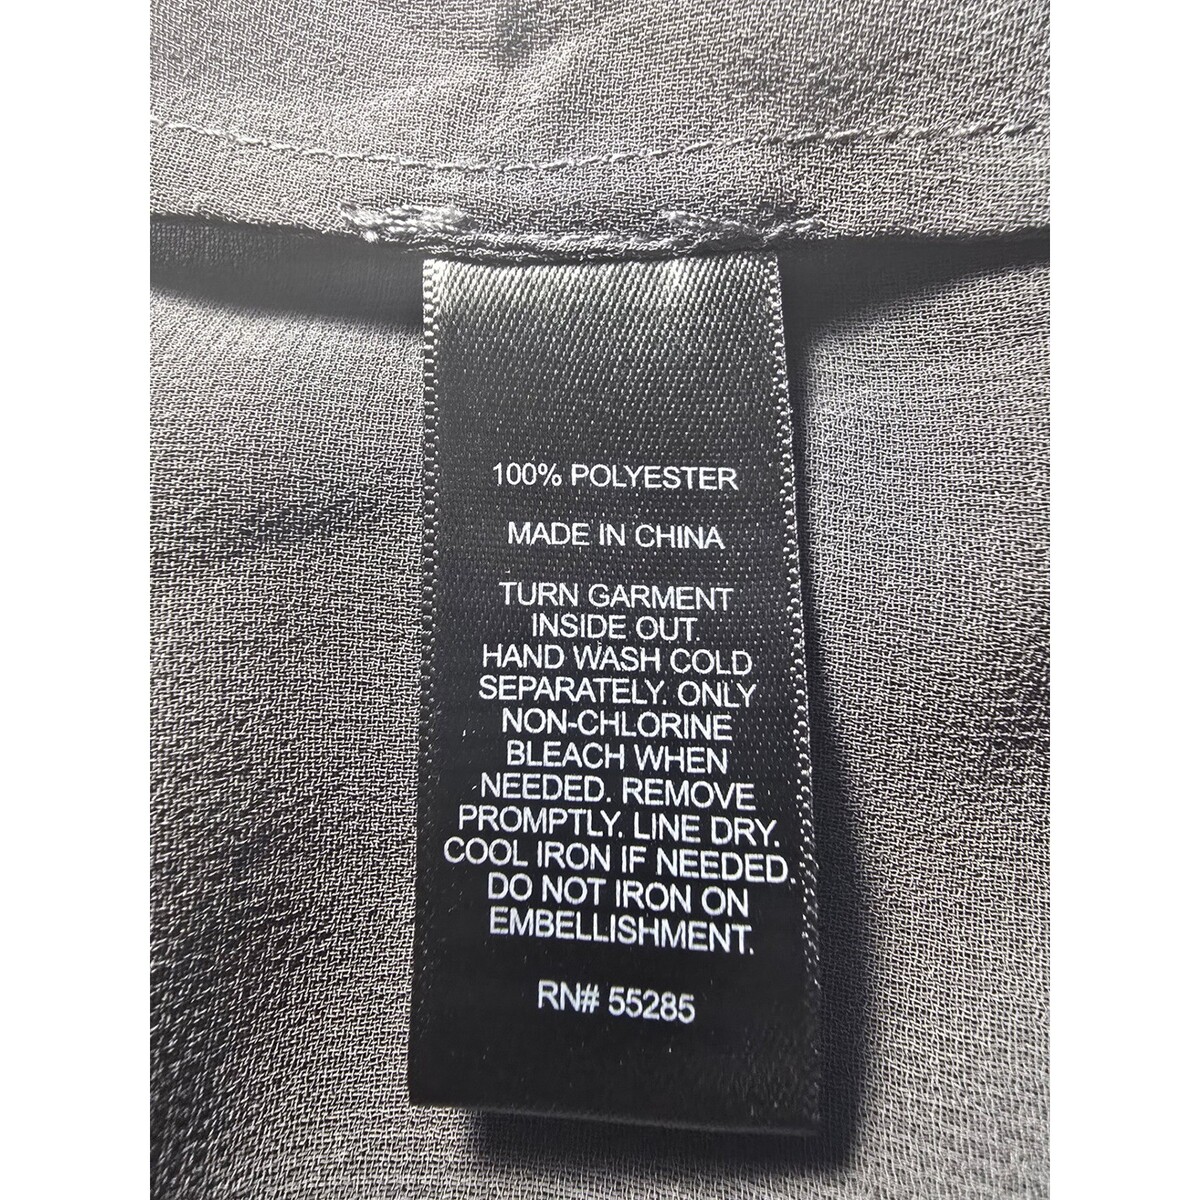 100% POLYESTER
MADE IN CHINA
TURN GARMENT
INSIDE OUT.
HAND WASH COLD
SEPARATELY. ONLY
NON-CHLORINE
BLEACH WHEN
NEEDED. REMOVE
PROMPTLY. LINE DRY.
COOL IRON IF NEEDED.
DO NOT IRON ON
EMBELLISHMENT.
RN# 55285